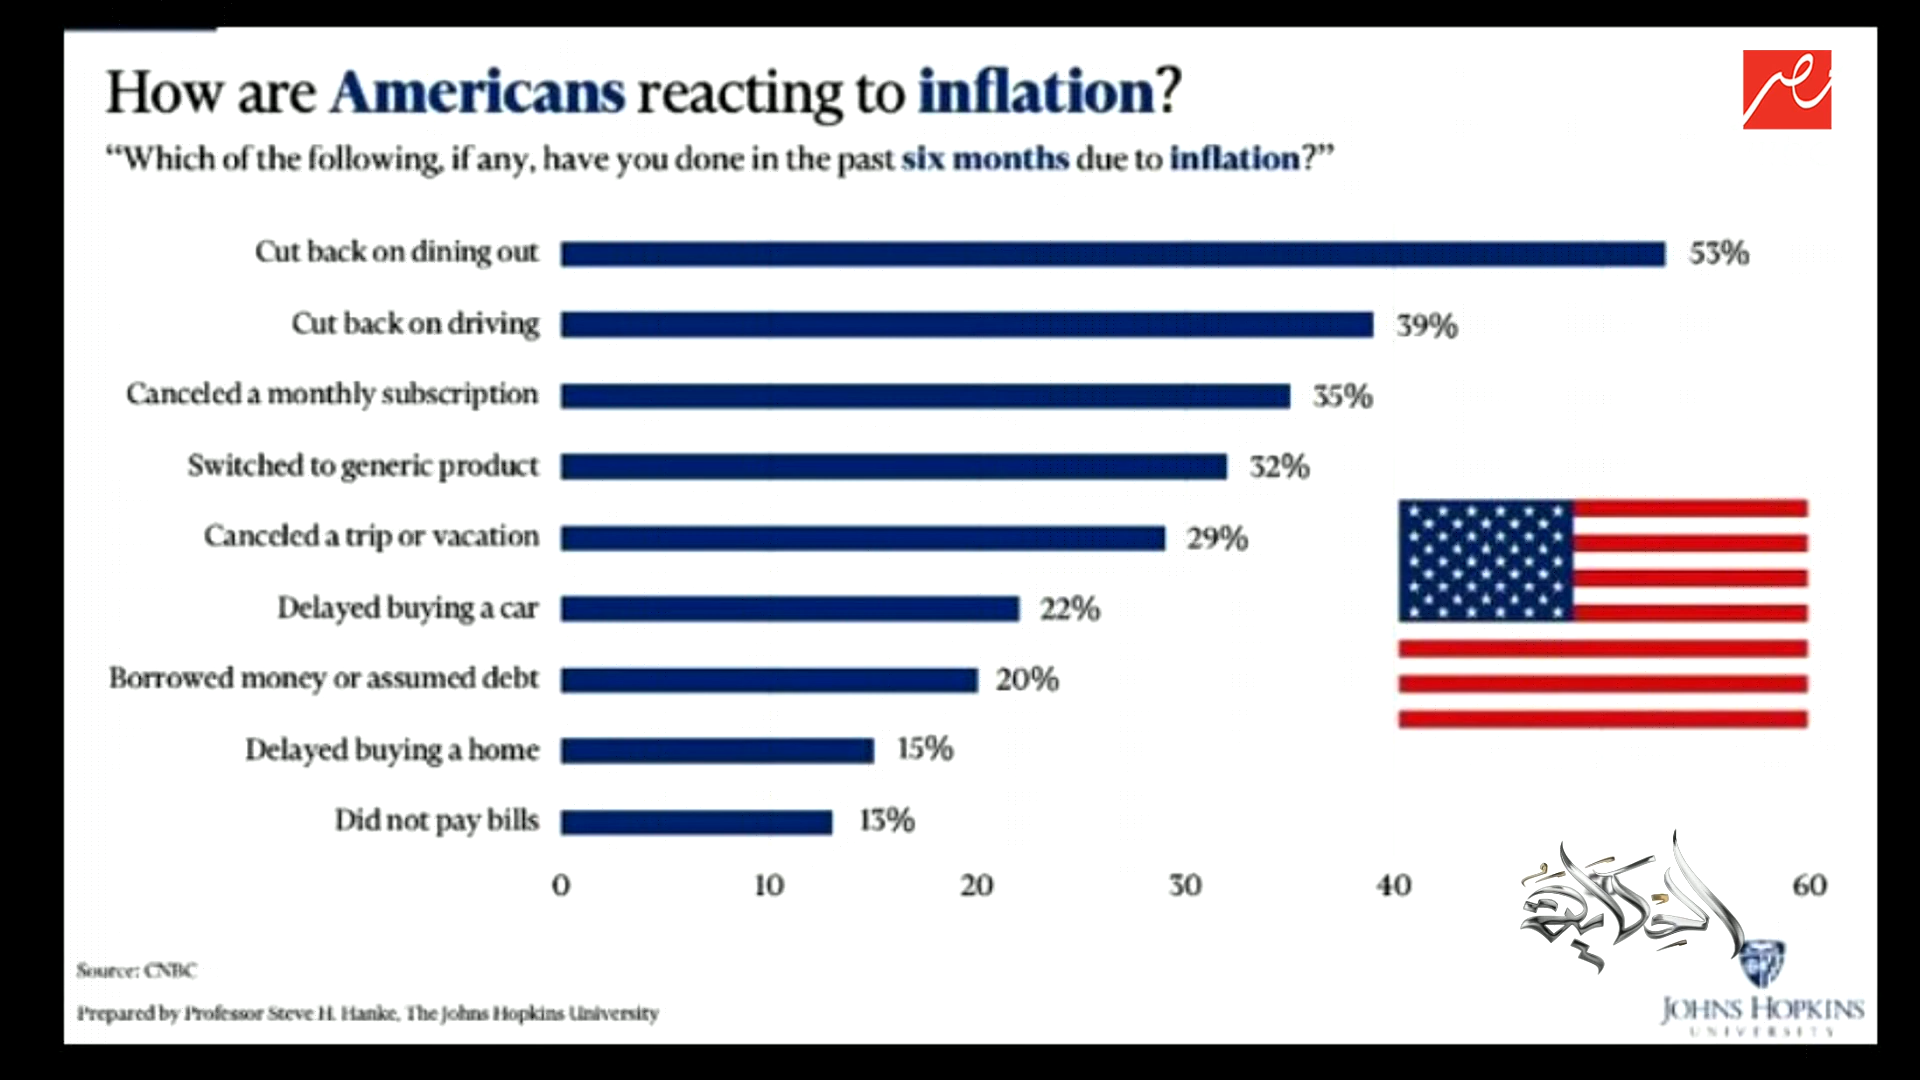 How are Americans reacting to inflation?
“Which of the following, if any, have you done in the past six months due to inflation?”
Cut back on dining out 53%
Cut back on driving 39%
Canceled a monthly subscription 35%
Switched to generic product 32%
Canceled a trip or vacation 29%
Delayed buying a car 22%
Borrowed money or assumed debt 20%
Delayed buying a home 15%
Did not pay bills 13%
0 10 20 30 40 60
الحكاية
Source: CNBC
Prepared by Professor Steve H. Hanke, The Johns Hopkins University
JOHNS HOPKINS
UNIVERSITY